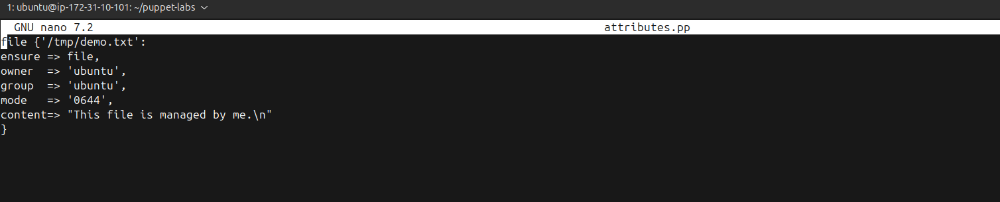 1: ubuntu@ip-172-31-10-101: ~/puppet-labs
GNU nano 7.2 attributes.pp
file {'/tmp/demo.txt':
ensure => file,
owner  => 'ubuntu',
group  => 'ubuntu',
mode   => '0644',
content=> "This file is managed by me.\n"
}